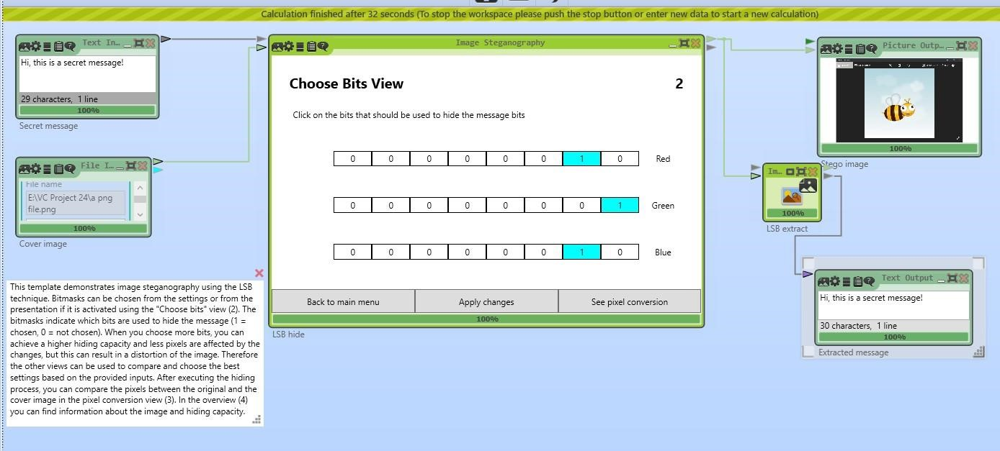 Calculation finished after 32 seconds (To stop the workspace please push the stop button or enter new data to start a new calculation)
Text In...
Hi, this is a secret message!
29 characters,  1 line
100%
Secret message
File I...
File name
E:\VC Project 24\a png
file.png
100%
Cover image
This template demonstrates image steganography using the LSB
technique. Bitmasks can be chosen from the settings or from the
presentation if it is activated using the "Choose bits" view (2). The
bitmasks indicate which bits are used to hide the message (1 =
chosen, 0 = not chosen). When you choose more bits, you can
achieve a higher hiding capacity and less pixels are affected by the
changes, but this can result in a distortion of the image. Therefore
the other views can be used to compare and choose the best
settings based on the provided inputs. After executing the hiding
process, you can compare the pixels between the original and the
cover image in the pixel conversion view (3). In the overview (4)
you can find information about the image and hiding capacity.
Image Steganography
Choose Bits View 2
Click on the bits that should be used to hide the message bits
0 0 0 0 0 0 1 0 Red
0 0 0 0 0 0 0 1 Green
0 0 0 0 0 0 1 0 Blue
Back to main menu Apply changes See pixel conversion
100%
LSB hide
Picture Outp...
100%
Stego image
Im...
100%
LSB extract
Text Output
Hi, this is a secret message!
30 characters,  1 line
100%
Extracted message